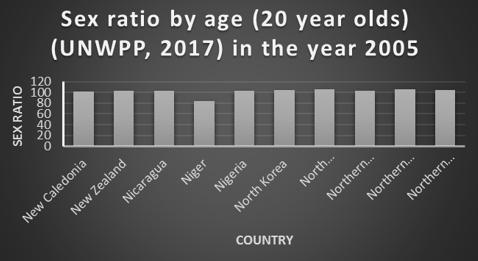 Sex ratio by age (20 year olds)
(UNWPP, 2017) in the year 2005
120
100
80
60
40
20
0
SEX RATIO
New Caledonia
New Zealand
Nicaragua
Niger
Nigeria
North Korea
North...
Northern...
Northern...
Northern...
COUNTRY